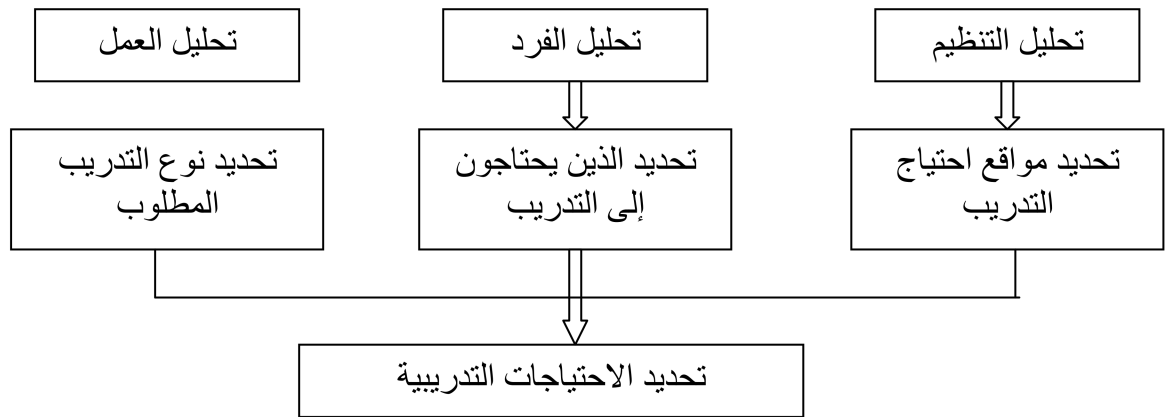 تحليل التنظيم
تحليل الفرد
تحليل العمل
تحديد مواقع احتياج
التدريب
تحديد الذين يحتاجون
إلى التدريب
تحديد نوع التدريب
المطلوب
تحديد الاحتياجات التدريبية